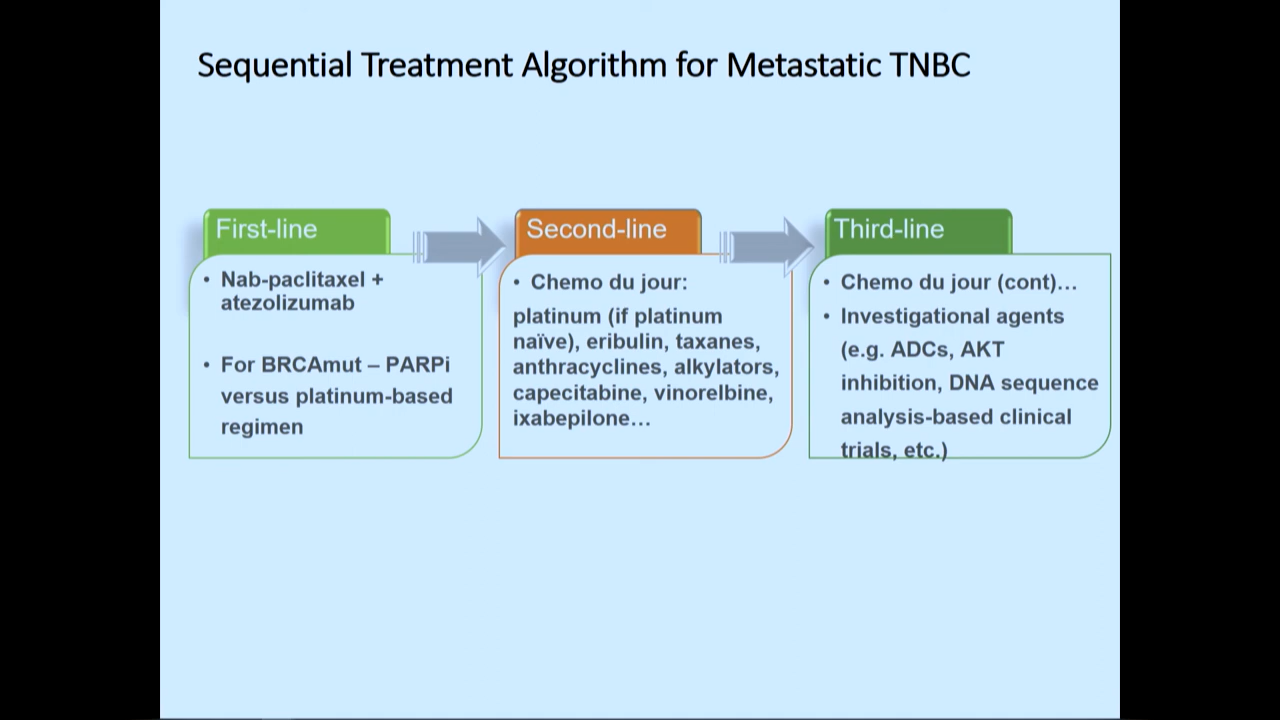 Sequential Treatment Algorithm for Metastatic TNBC
First-line
• Nab-paclitaxel +
atezolizumab
• For BRCAmut – PARPi
versus platinum-based
regimen
Second-line
• Chemo du jour:
platinum (if platinum
naïve), eribulin, taxanes,
anthracyclines, alkylators,
capecitabine, vinorelbine,
ixabepilone…
Third-line
• Chemo du jour (cont)…
• Investigational agents
(e.g. ADCs, AKT
inhibition, DNA sequence
analysis-based clinical
trials, etc.)